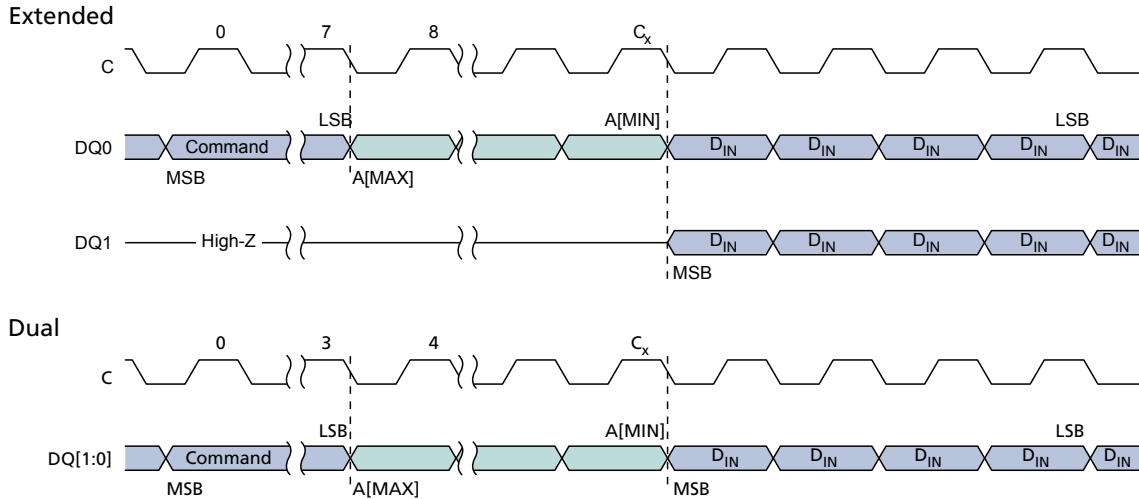 Extended
0 7 8 Cx
C
LSB A[MIN] LSB
DQ0 Command DIN DIN DIN DIN DIN
MSB A[MAX]
DQ1 High-Z DIN DIN DIN DIN DIN
MSB
Dual
0 3 4 Cx
C
LSB A[MIN] LSB
DQ[1:0] Command DIN DIN DIN DIN DIN
MSB A[MAX] MSB